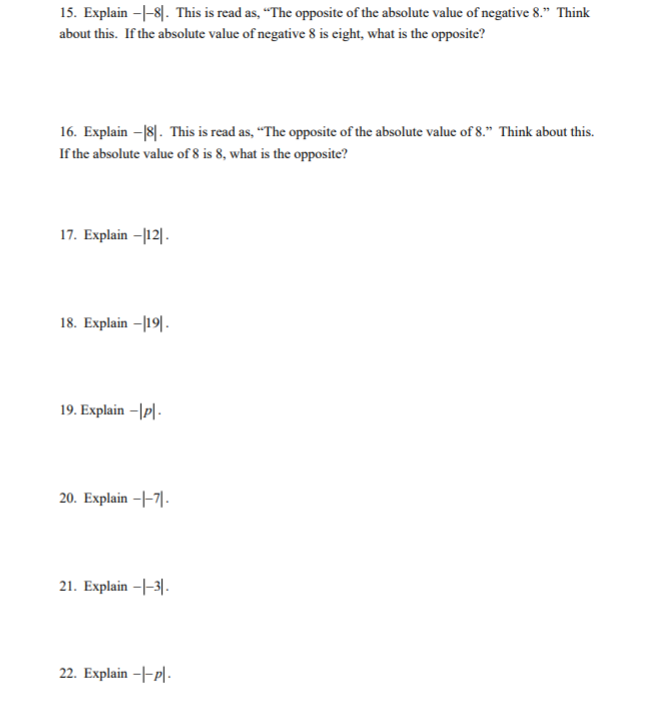 15. Explain −|−8|. This is read as, “The opposite of the absolute value of negative 8.” Think
about this. If the absolute value of negative 8 is eight, what is the opposite?
16. Explain −|8|. This is read as, “The opposite of the absolute value of 8.” Think about this.
If the absolute value of 8 is 8, what is the opposite?
17. Explain −|12|.
18. Explain −|19|.
19. Explain −|p|.
20. Explain −|−7|.
21. Explain −|−3|.
22. Explain −|−p|.